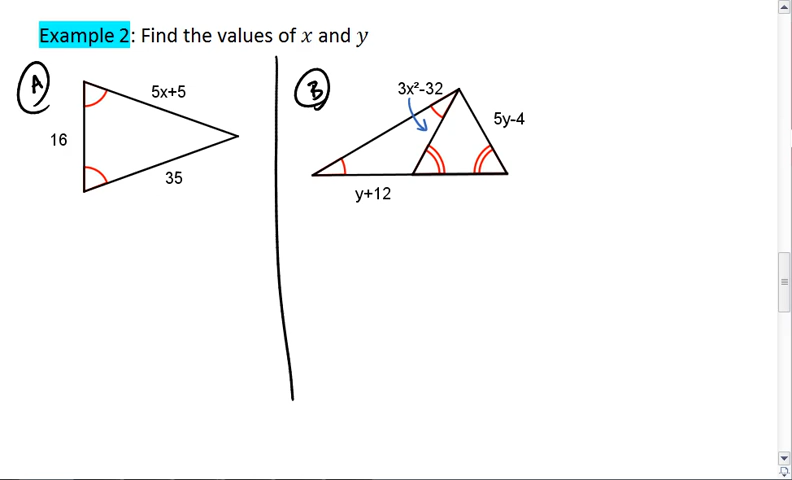 Example 2: Find the values of x and y
A
5x+5
16
35
B
3x²-32
5y-4
y+12